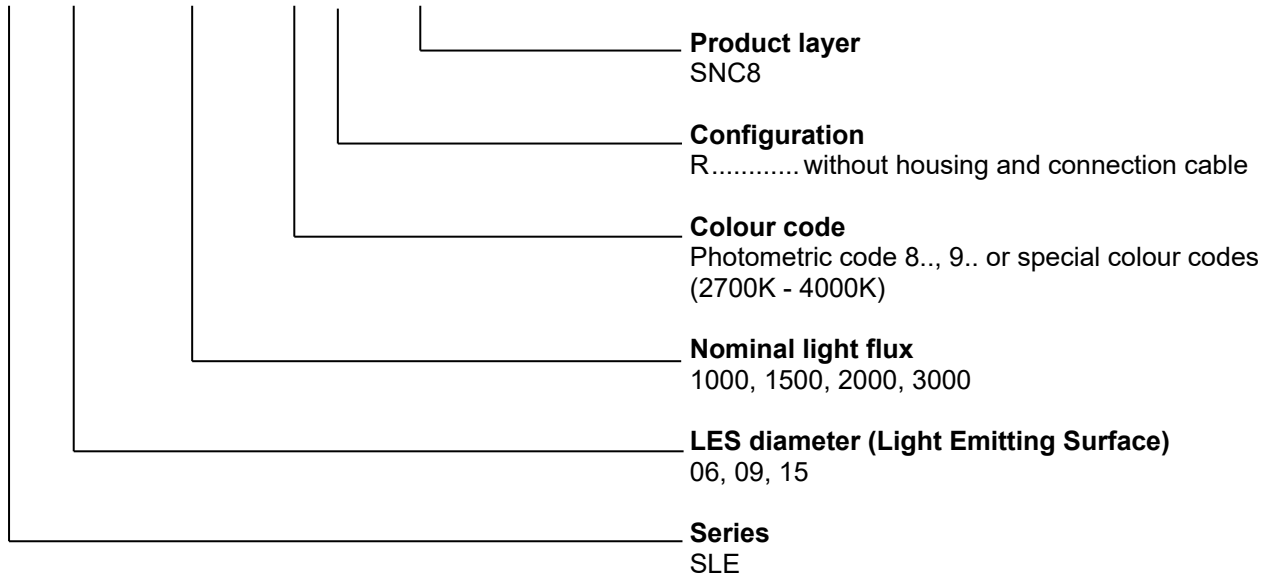 Product layer
SNC8
Configuration
R............ without housing and connection cable
Colour code
Photometric code 8.., 9.. or special colour codes
(2700K - 4000K)
Nominal light flux
1000, 1500, 2000, 3000
LES diameter (Light Emitting Surface)
06, 09, 15
Series
SLE